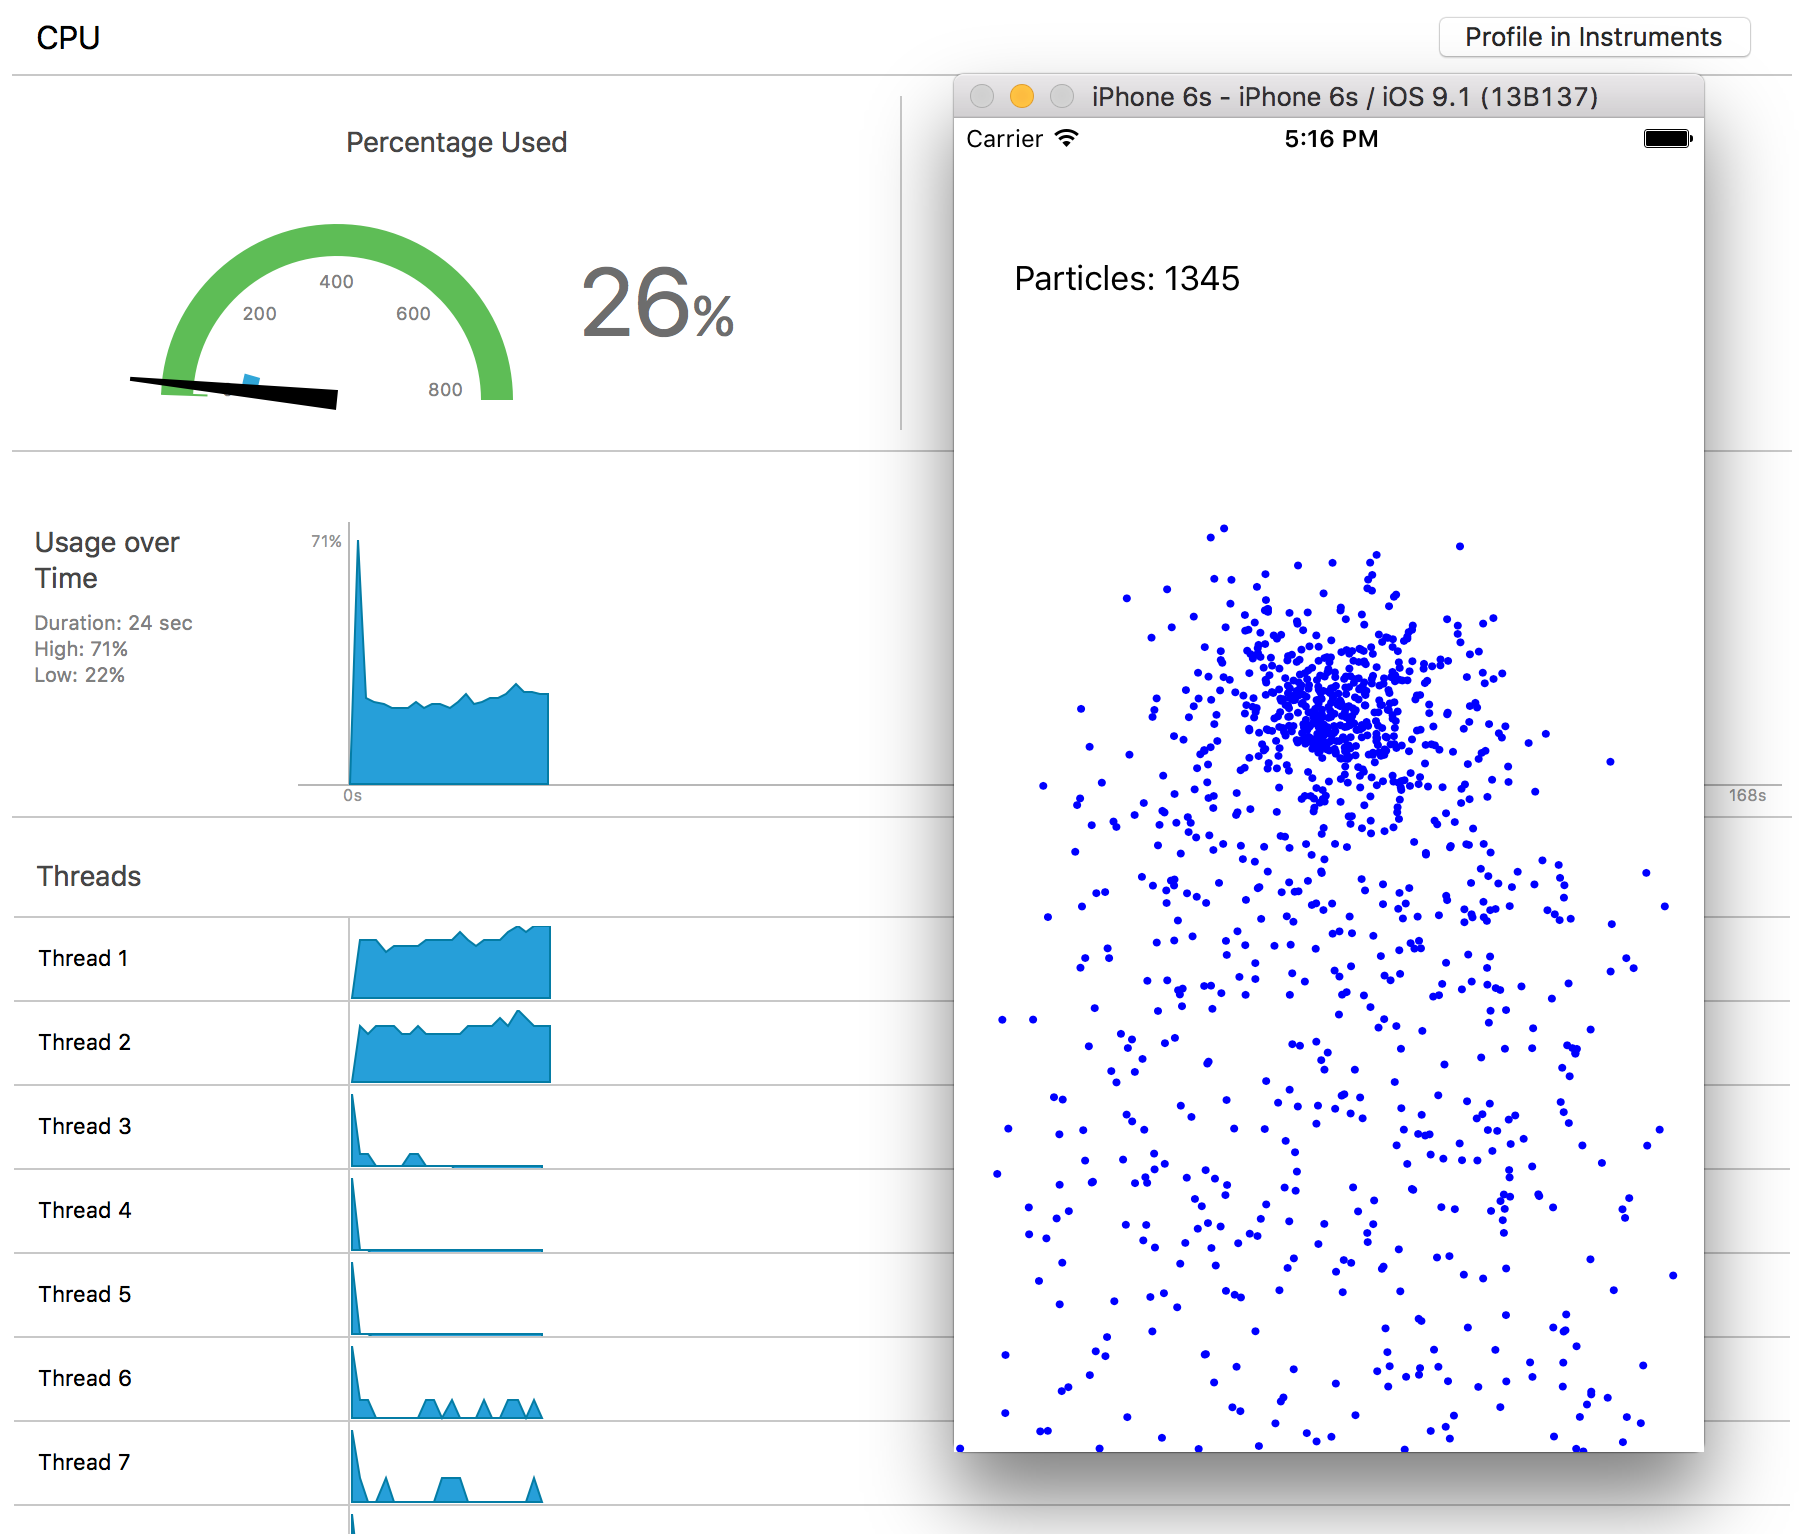 CPU
Profile in Instruments
iPhone 6s - iPhone 6s / iOS 9.1 (13B137)
Carrier
5:16 PM
Percentage Used
200
400
600
800
26%
Particles: 1345
Usage over
Time
Duration: 24 sec
High: 71%
Low: 22%
71%
0s
168s
Threads
Thread 1
Thread 2
Thread 3
Thread 4
Thread 5
Thread 6
Thread 7